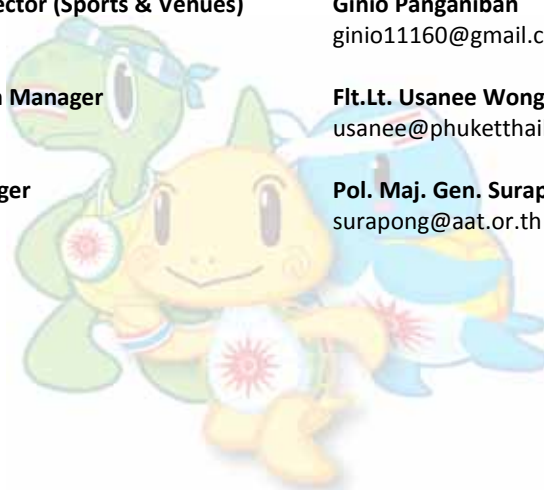 ector (Sports & Venues) Ginio Panganiban
ginio11160@gmail.c
Manager Flt.Lt. Usanee Wong
usanee@phuketthail
ger Pol. Maj. Gen. Surap
surapong@aat.or.th